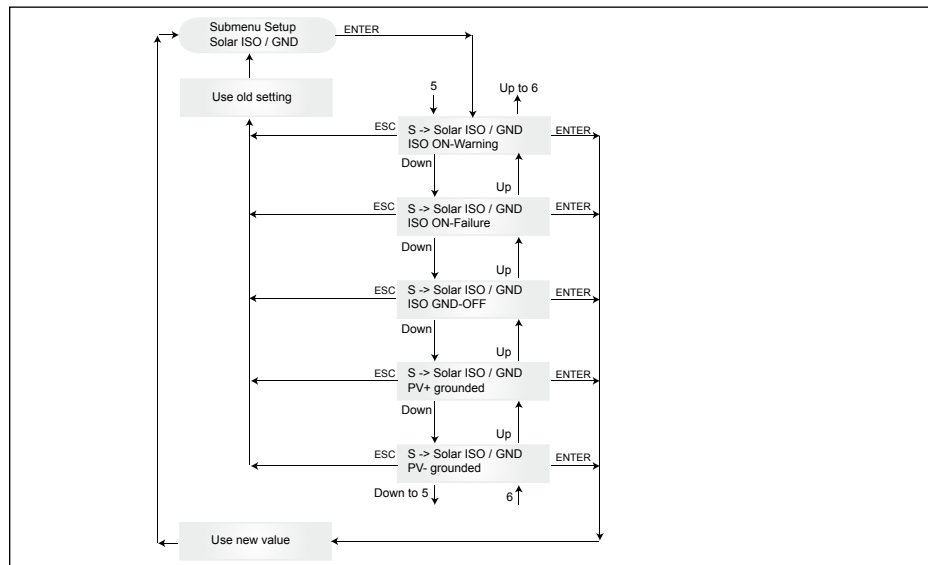 Submenu Setup
Solar ISO / GND
ENTER
Use old setting
5
Up to 6
ESC
S -> Solar ISO / GND
ISO ON-Warning
ENTER
Down
Up
ESC
S -> Solar ISO / GND
ISO ON-Failure
ENTER
Down
Up
ESC
S -> Solar ISO / GND
ISO GND-OFF
ENTER
Down
Up
ESC
S -> Solar ISO / GND
PV+ grounded
ENTER
Down
Up
ESC
S -> Solar ISO / GND
PV- grounded
ENTER
Down to 5
6
Use new value